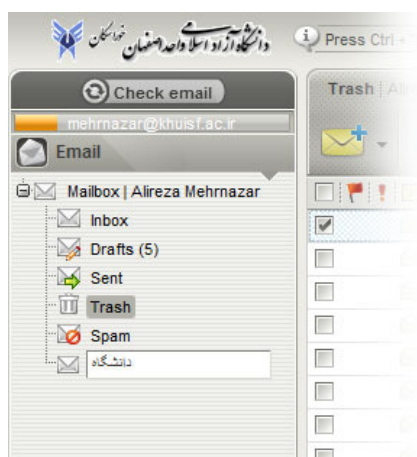 دانشگاه آزاد اسلامی واحد اصفهان خوراسگان
Press Ctrl
Check email
mehrnazar@khuisf.ac.ir
Email
Trash
Mailbox | Alireza Mehrnazar
Inbox
Drafts (5)
Sent
Trash
Spam
دانشگاه